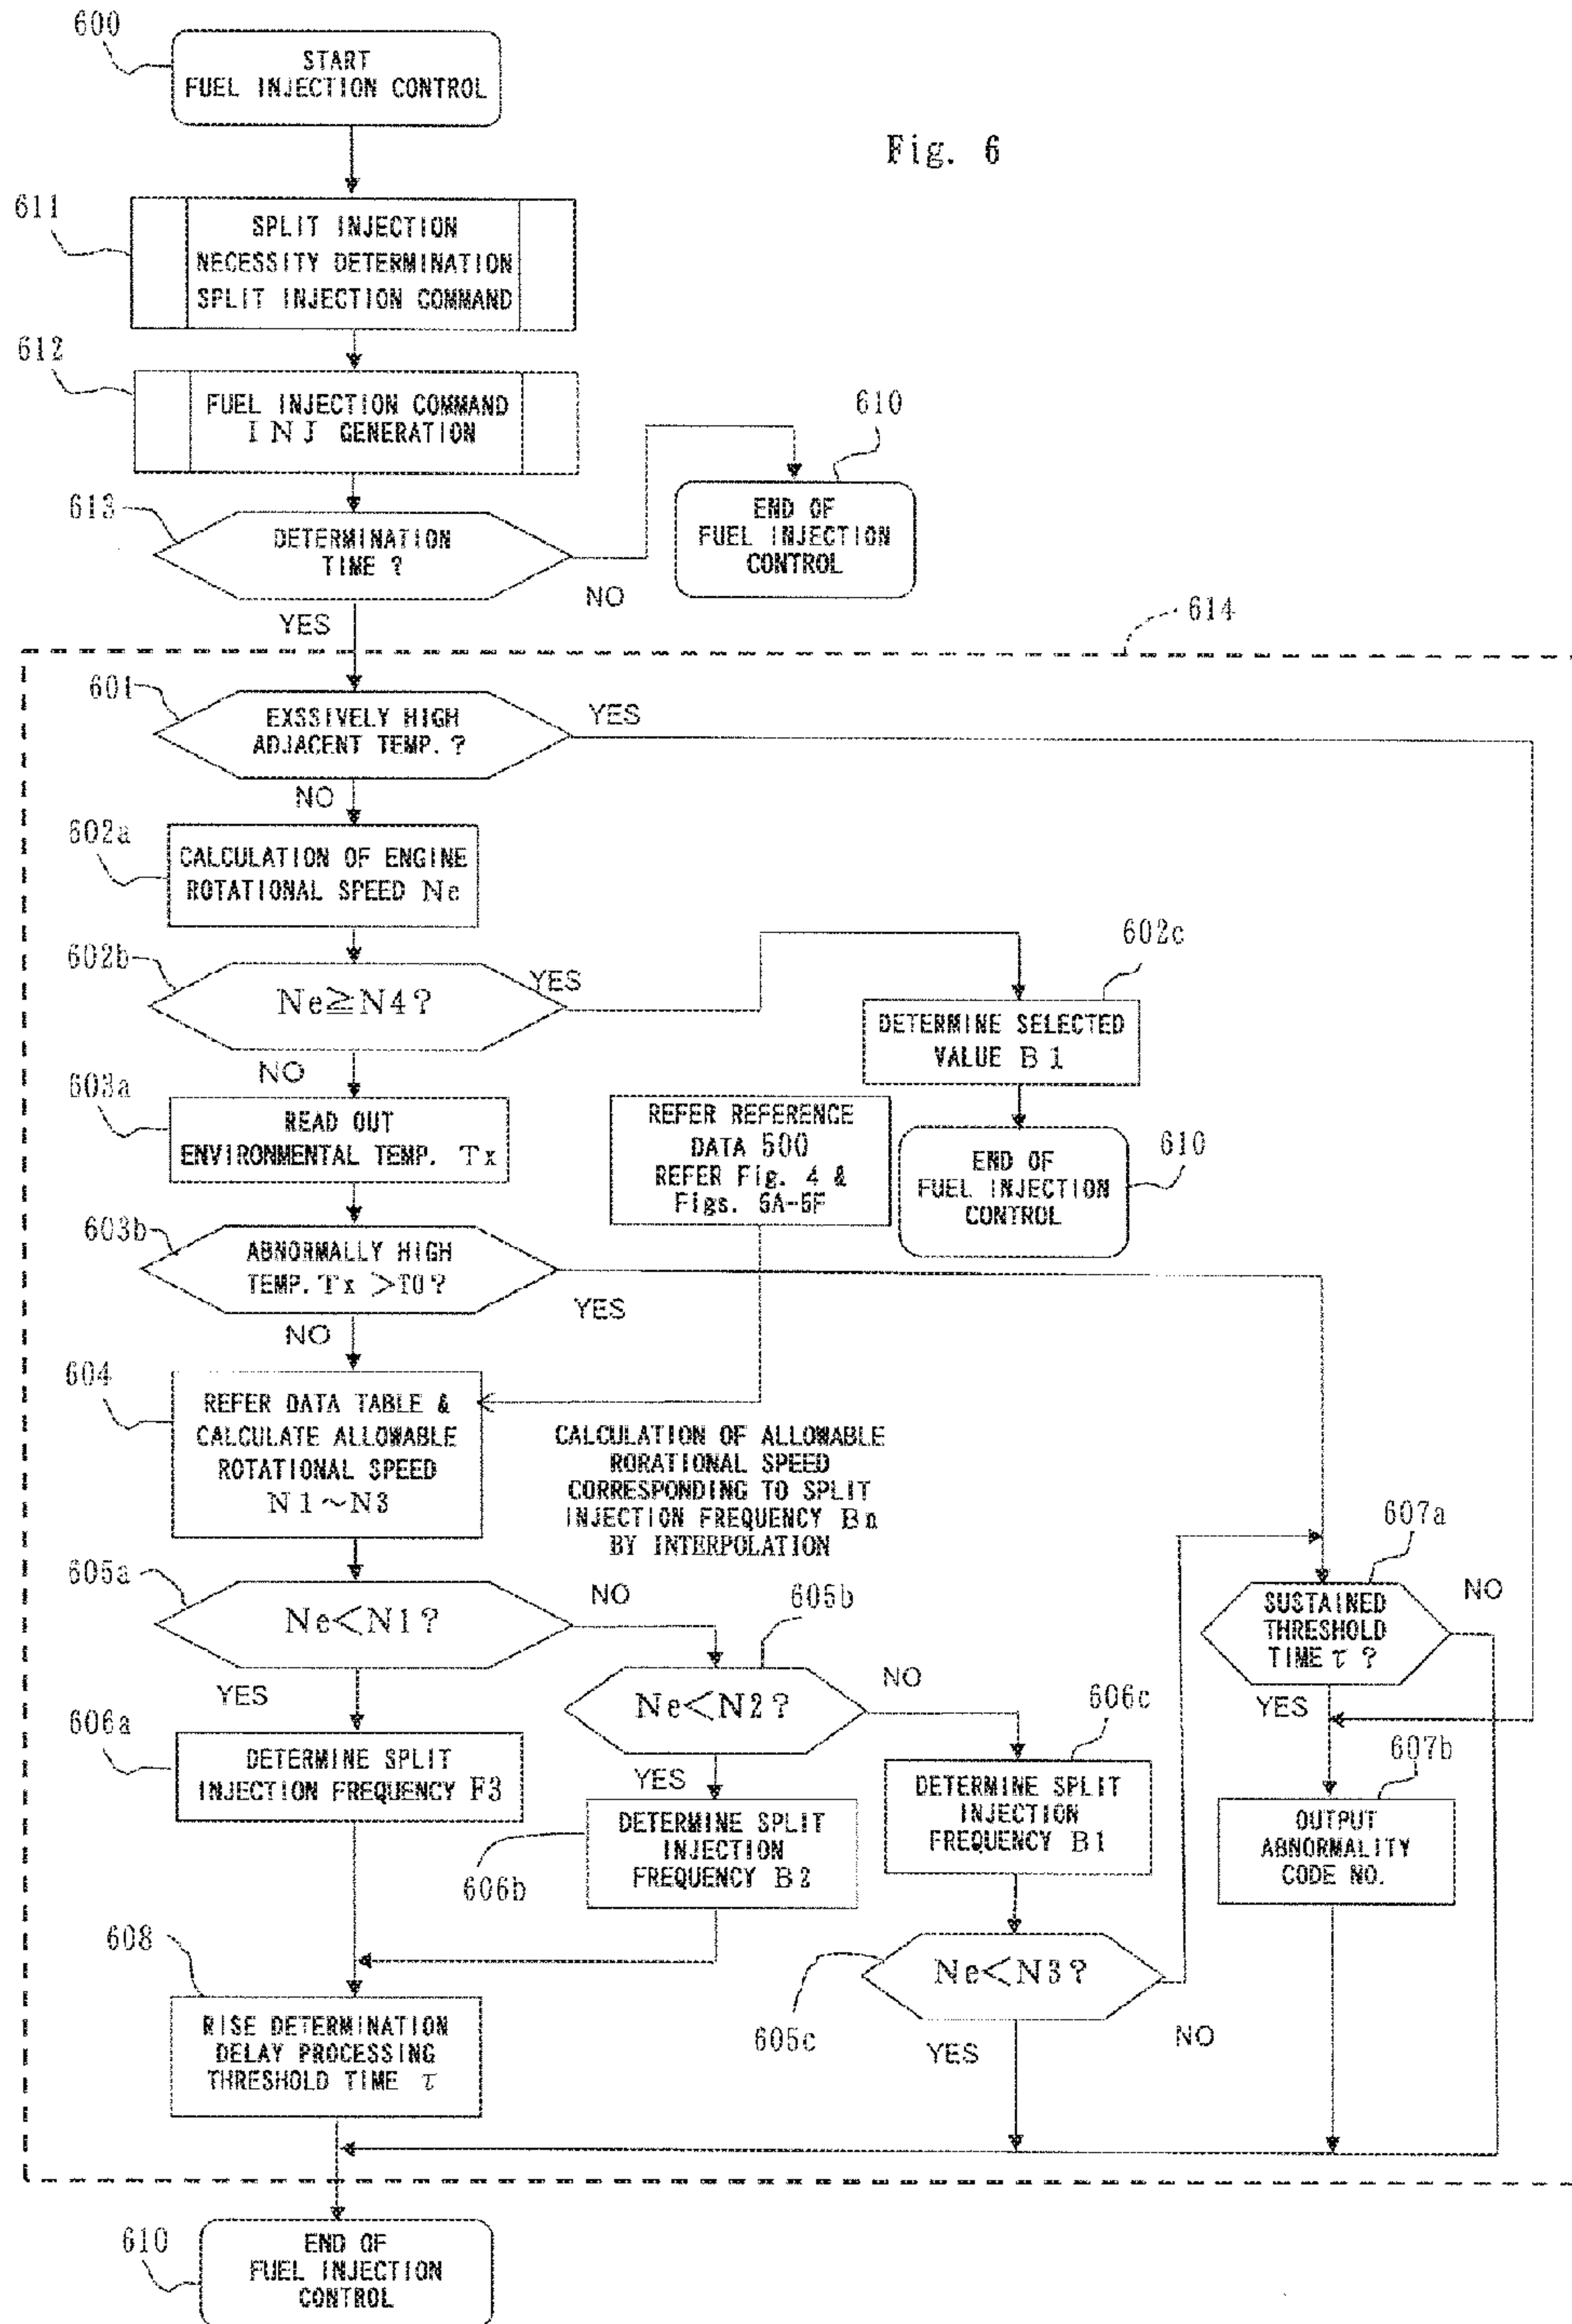 600
START
FUEL INJECTION CONTROL
Fig. 6
611
SPLIT INJECTION
NECESSITY DETERMINATION
SPLIT INJECTION COMMAND
612
FUEL INJECTION COMMAND
INJ GENERATION
610
END OF
FUEL INJECTION
CONTROL
613
DETERMINATION
TIME ?
NO
YES
614
601
EXSSIVELY HIGH
ADJACENT TEMP. ?
YES
NO
602a
CALCULATION OF ENGINE
ROTATIONAL SPEED Ne
602b
Ne≧N4?
YES
602c
DETERMINE SELECTED
VALUE B1
NO
603a
READ OUT
ENVIRONMENTAL TEMP. Tx
REFER REFERENCE
DATA 500
REFER Fig. 4 &
Figs. 5A-5F
610
END OF
FUEL INJECTION
CONTROL
603b
ABNORMALLY HIGH
TEMP. Tx >T0?
YES
NO
604
REFER DATA TABLE &
CALCULATE ALLOWABLE
ROTATIONAL SPEED
N1~N3
CALCULATION OF ALLOWABLE
RORATIONAL SPEED
CORRESPONDING TO SPLIT
INJECTION FREQUENCY Bn
BY INTERPOLATION
605a
Ne<N1?
NO
YES
605b
Ne<N2?
NO
YES
607a
SUSTAINED
THRESHOLD
TIME τ ?
NO
YES
606a
DETERMINE SPLIT
INJECTION FREQUENCY F3
606b
DETERMINE SPLIT
INJECTION
FREQUENCY B2
606c
DETERMINE SPLIT
INJECTION
FREQUENCY B1
607b
OUTPUT
ABNORMALITY
CODE NO.
605c
Ne<N3?
YES
NO
608
RISE DETERMINATION
DELAY PROCESSING
THRESHOLD TIME τ
610
END OF
FUEL INJECTION
CONTROL